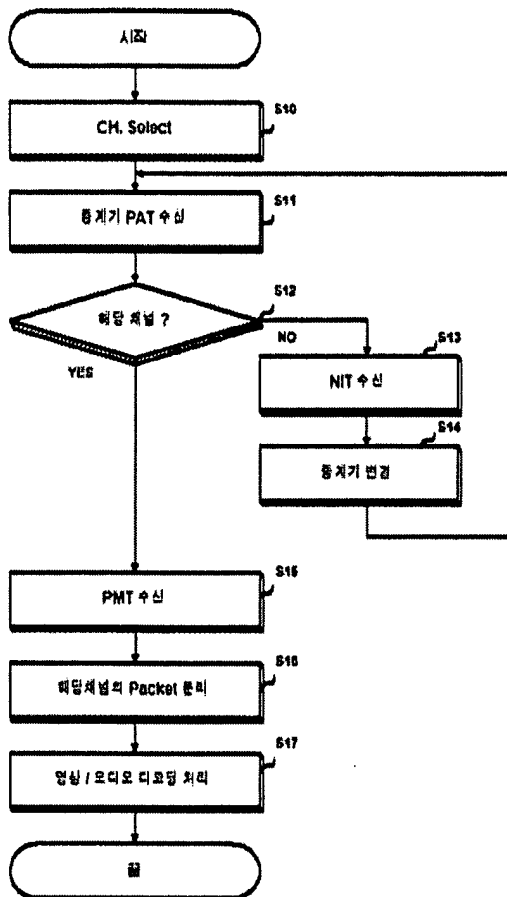 시작
S10
CH. Select
S11
중계기 PAT 수신
S12
해당 채널 ?
NO
YES
S13
NIT 수신
S14
중계기 변경
S15
PMT 수신
S16
해당채널의 Packet 분리
S17
영상 / 오디오 디코딩 처리
끝